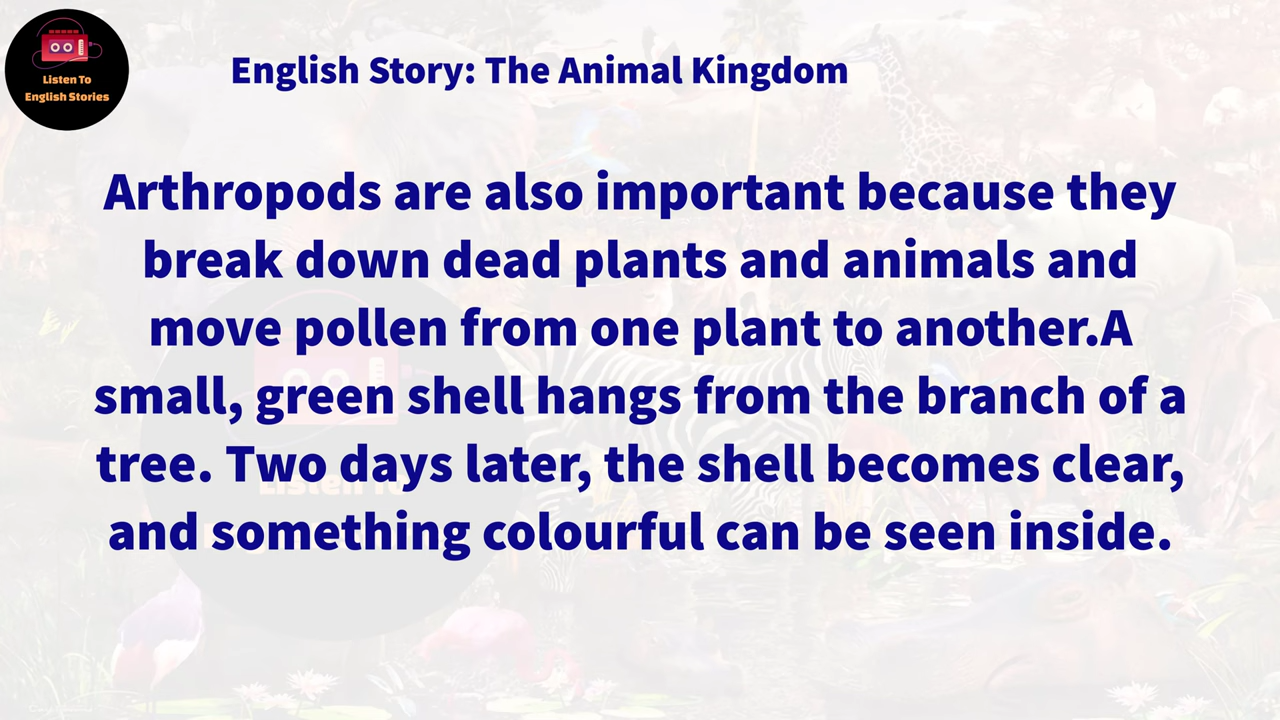 Listen To
English Stories
English Story: The Animal Kingdom
Arthropods are also important because they
break down dead plants and animals and
move pollen from one plant to another.A
small, green shell hangs from the branch of a
tree. Two days later, the shell becomes clear,
and something colourful can be seen inside.
Listen To